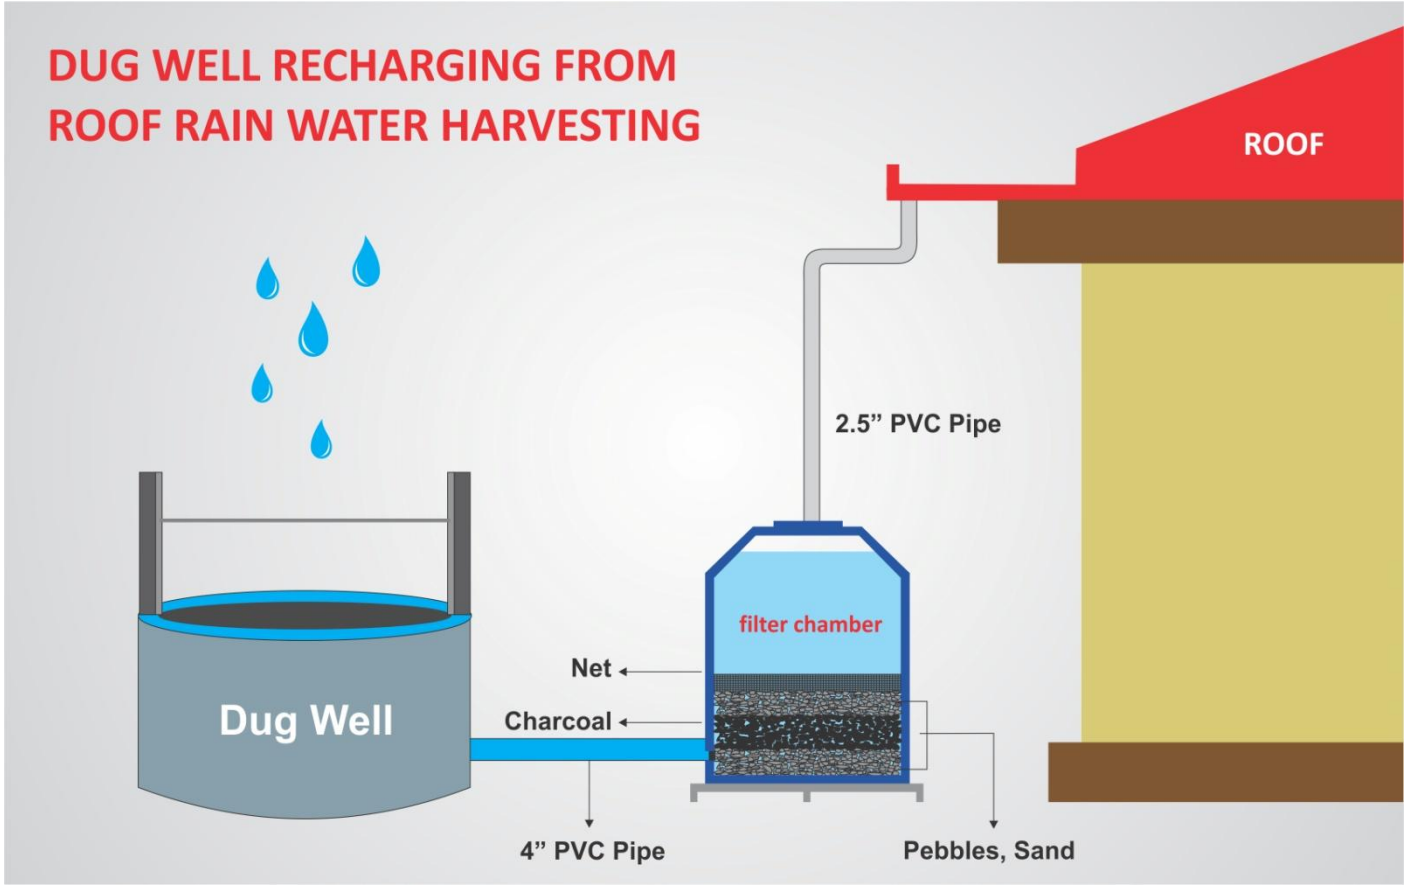 DUG WELL RECHARGING FROM
ROOF RAIN WATER HARVESTING
ROOF
2.5” PVC Pipe
filter chamber
Net
Charcoal
Dug Well
4” PVC Pipe
Pebbles, Sand